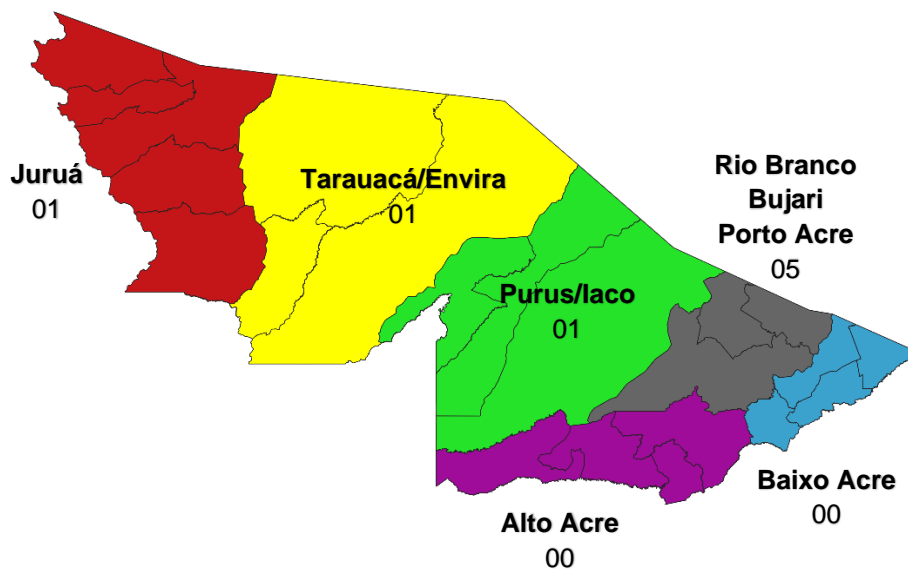 Juruá
01
Tarauacá/Envira
01
Rio Branco
Bujari
Porto Acre
05
Purus/Iaco
01
Baixo Acre
00
Alto Acre
00